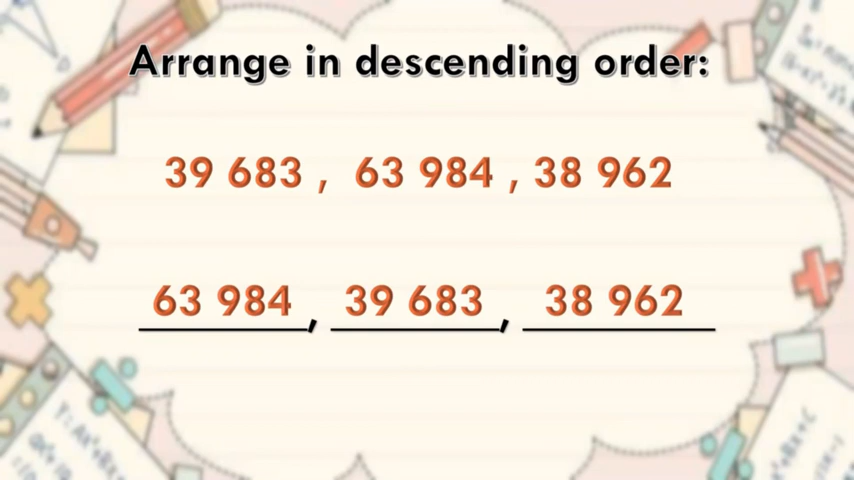 Arrange in descending order:
39 683 , 63 984 , 38 962
63 984 , 39 683 , 38 962